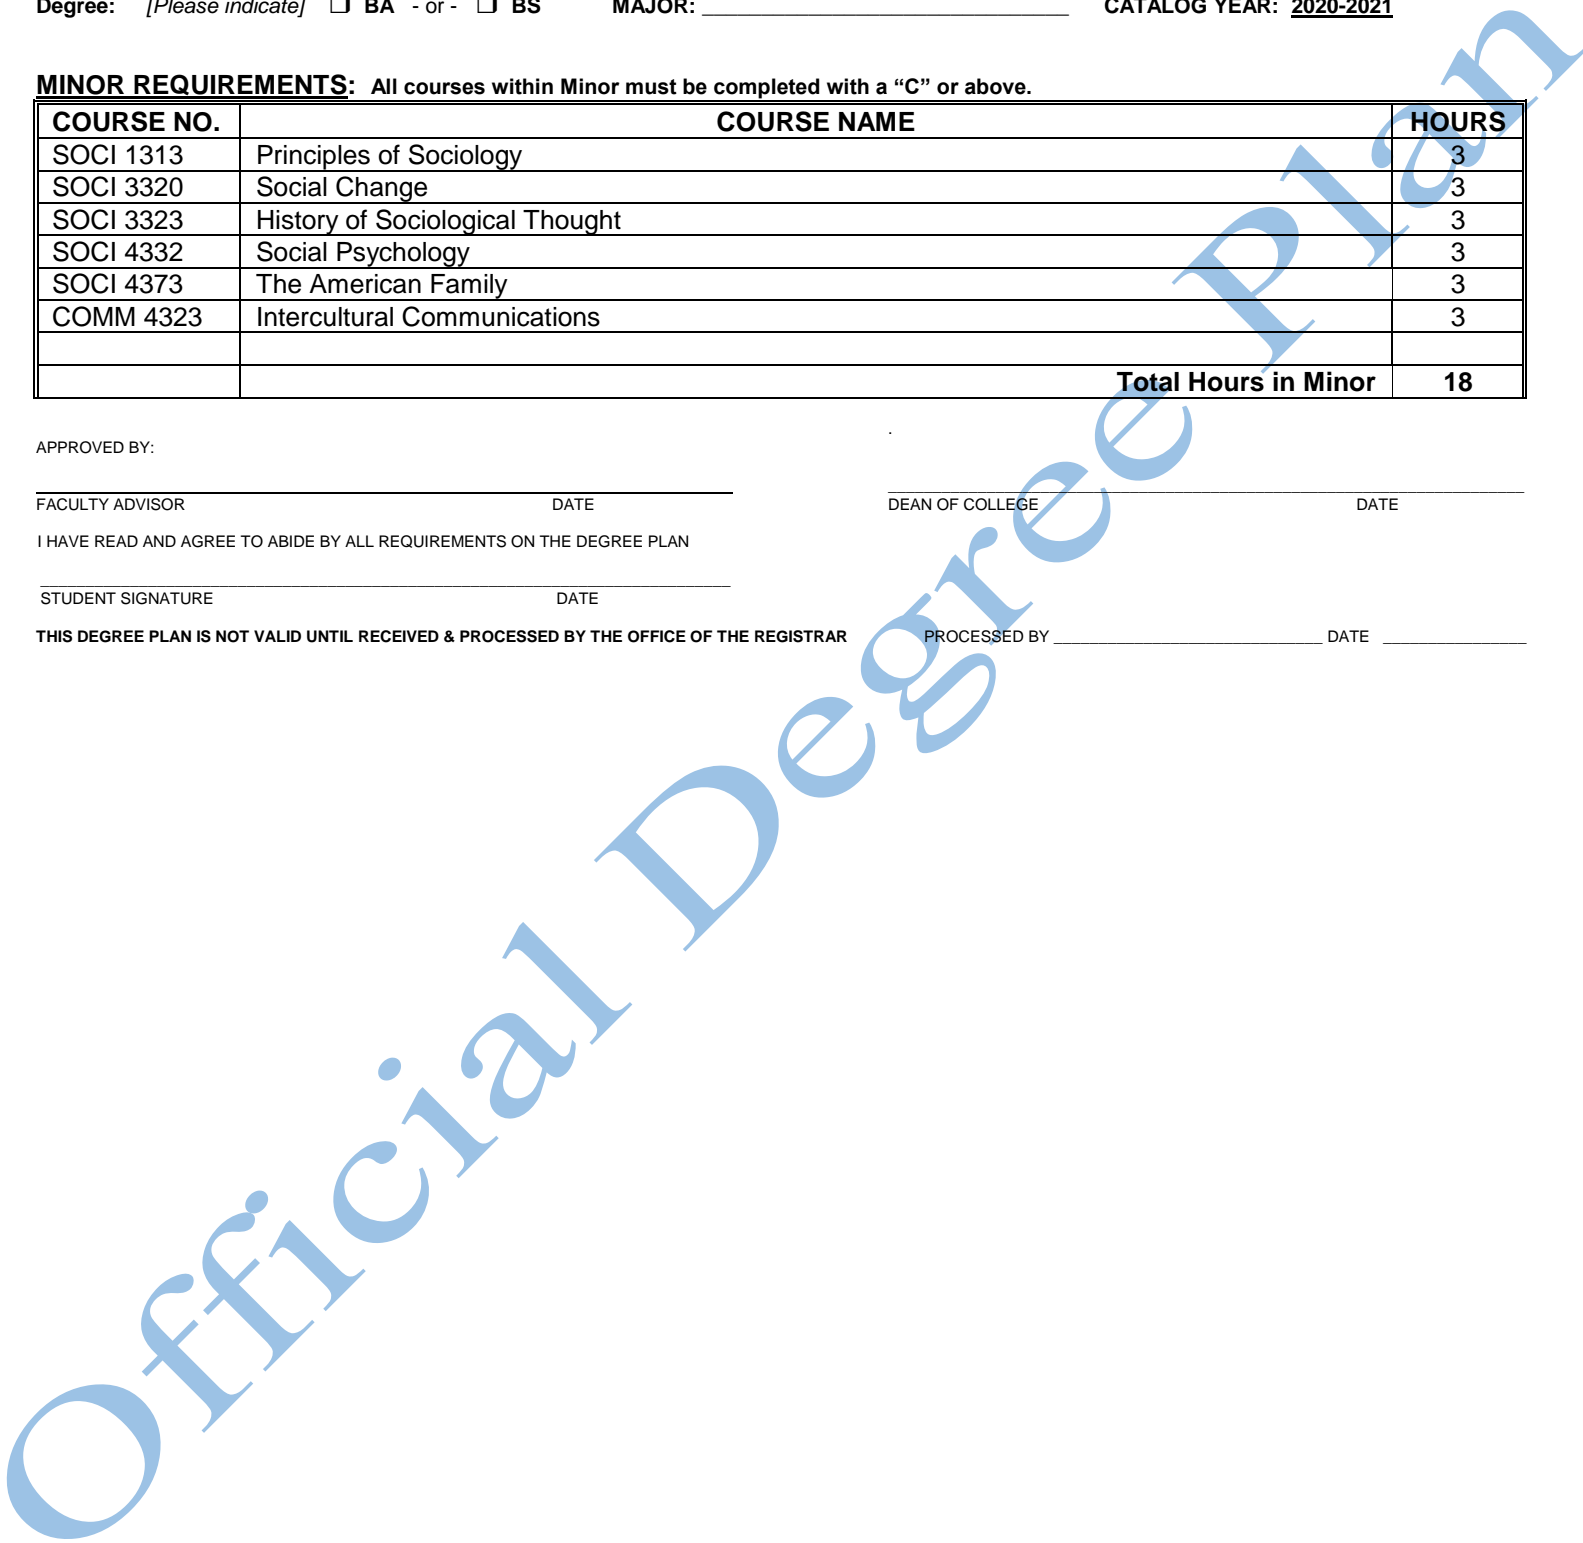 Degree: [Please indicate] ❒ BA - or - ❒ BS MAJOR: ______________________________ CATALOG YEAR: 2020-2021
MINOR REQUIREMENTS: All courses within Minor must be completed with a “C” or above.
COURSE NO. COURSE NAME HOURS
SOCI 1313 Principles of Sociology 3
SOCI 3320 Social Change 3
SOCI 3323 History of Sociological Thought 3
SOCI 4332 Social Psychology 3
SOCI 4373 The American Family 3
COMM 4323 Intercultural Communications 3
Total Hours in Minor 18
.
APPROVED BY:
FACULTY ADVISOR DATE DEAN OF COLLEGE DATE
I HAVE READ AND AGREE TO ABIDE BY ALL REQUIREMENTS ON THE DEGREE PLAN
STUDENT SIGNATURE DATE
THIS DEGREE PLAN IS NOT VALID UNTIL RECEIVED & PROCESSED BY THE OFFICE OF THE REGISTRAR PROCESSED BY ______________________________ DATE ________________
Official Degree Plan